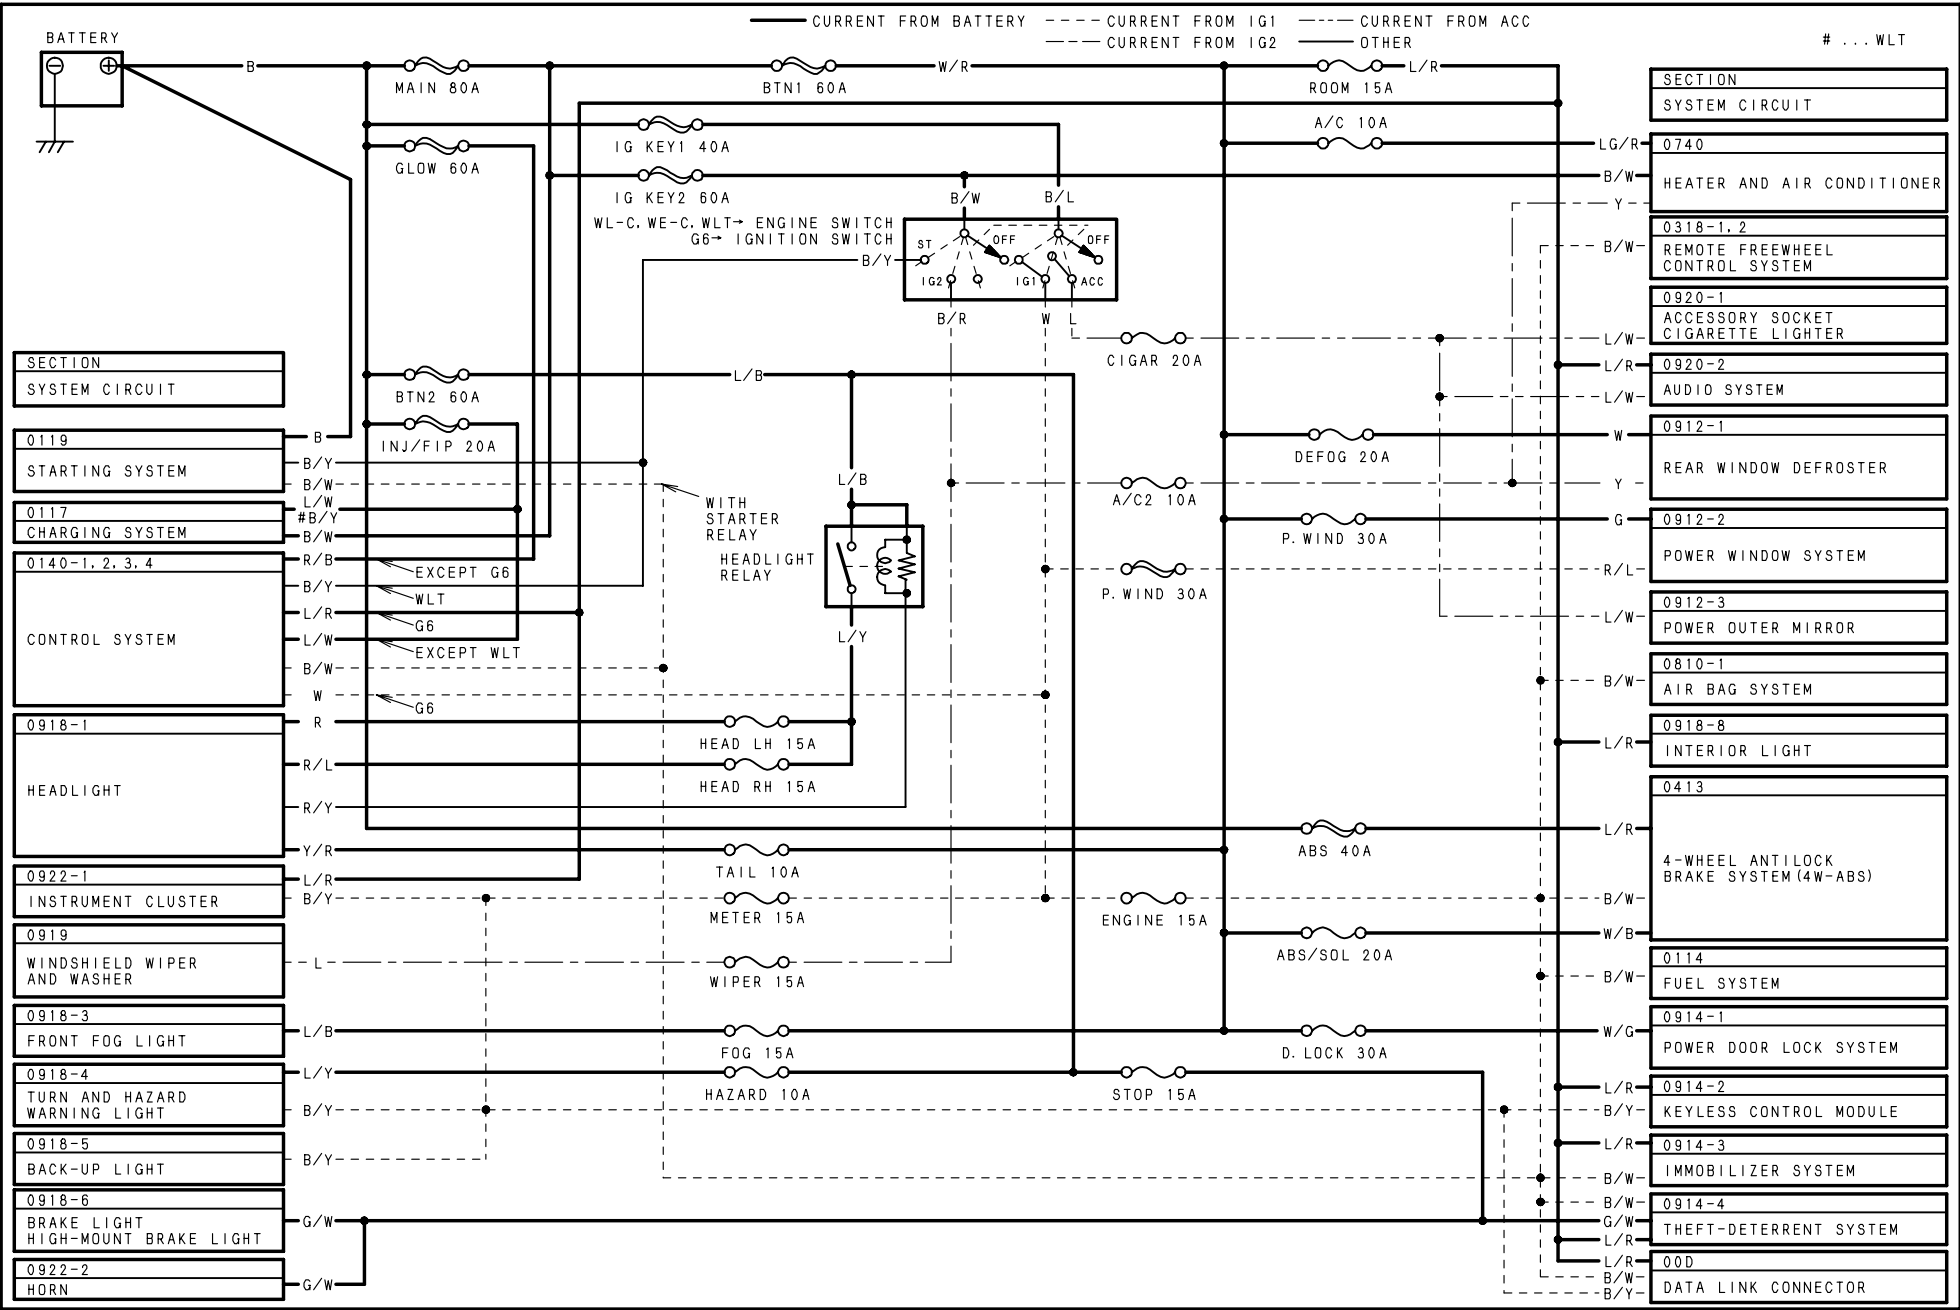 CURRENT FROM BATTERY
CURRENT FROM IG1
CURRENT FROM ACC
CURRENT FROM IG2
OTHER
# ...WLT
BATTERY
B
MAIN 80A
BTN1 60A
W/R
ROOM 15A
L/R
IG KEY1 40A
GLOW 60A
IG KEY2 60A
A/C 10A
WL-C, WE-C, WLT→ ENGINE SWITCH
G6→ IGNITION SWITCH
B/W
B/L
ST
OFF
OFF
B/Y
IG2
IG1
ACC
B/R
W
L
CIGAR 20A
BTN2 60A
L/B
INJ/FIP 20A
DEFOG 20A
L/B
A/C2 10A
WITH
STARTER
RELAY
P.WIND 30A
HEADLIGHT
RELAY
P.WIND 30A
L/Y
HEAD LH 15A
HEAD RH 15A
ABS 40A
TAIL 10A
METER 15A
ENGINE 15A
ABS/SOL 20A
WIPER 15A
FOG 15A
D.LOCK 30A
HAZARD 10A
STOP 15A
SECTION
SYSTEM CIRCUIT
0119
STARTING SYSTEM
B
B/Y
B/W
0117
CHARGING SYSTEM
L/W
#B/Y
B/W
0140-1,2,3,4
CONTROL SYSTEM
R/B
EXCEPT G6
B/Y
WLT
L/R
G6
L/W
EXCEPT WLT
B/W
W
G6
0918-1
HEADLIGHT
R
R/L
R/Y
Y/R
0922-1
INSTRUMENT CLUSTER
L/R
B/Y
0919
WINDSHIELD WIPER
AND WASHER
L
0918-3
FRONT FOG LIGHT
L/B
0918-4
TURN AND HAZARD
WARNING LIGHT
L/Y
B/Y
0918-5
BACK-UP LIGHT
B/Y
0918-6
BRAKE LIGHT
HIGH-MOUNT BRAKE LIGHT
G/W
0922-2
HORN
G/W
SECTION
SYSTEM CIRCUIT
LG/R
0740
B/W
HEATER AND AIR CONDITIONER
Y
0318-1,2
B/W
REMOTE FREEWHEEL
CONTROL SYSTEM
0920-1
ACCESSORY SOCKET
CIGARETTE LIGHTER
L/W
L/R
0920-2
AUDIO SYSTEM
L/W
0912-1
W
REAR WINDOW DEFROSTER
Y
G
0912-2
POWER WINDOW SYSTEM
R/L
0912-3
L/W
POWER OUTER MIRROR
0810-1
B/W
AIR BAG SYSTEM
0918-8
L/R
INTERIOR LIGHT
0413
L/R
4-WHEEL ANTILOCK
BRAKE SYSTEM(4W-ABS)
B/W
W/B
0114
B/W
FUEL SYSTEM
0914-1
W/G
POWER DOOR LOCK SYSTEM
L/R
0914-2
B/Y
KEYLESS CONTROL MODULE
L/R
0914-3
IMMOBILIZER SYSTEM
B/W
B/W
0914-4
G/W
THEFT-DETERRENT SYSTEM
L/R
L/R
00D
B/W
DATA LINK CONNECTOR
B/Y